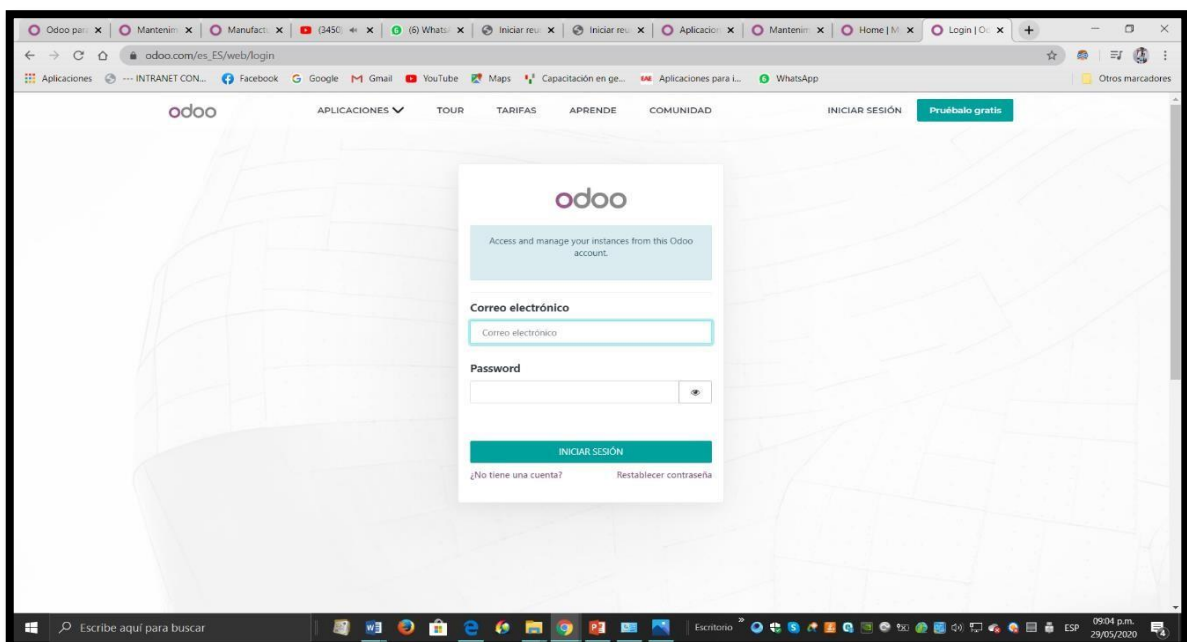 Odoo par Mantenim Manufactu (3450) (6) Whats Iniciar reu Iniciar reu Aplicacion Mantenim Home | M Login | Od
odoo.com/es_ES/web/login
Aplicaciones --- INTRANET CON... Facebook Google Gmail YouTube Maps Capacitación en ge... Aplicaciones para i... WhatsApp Otros marcadores
odoo APLICACIONES TOUR TARIFAS APRENDE COMUNIDAD INICIAR SESIÓN Pruébalo gratis
odoo
Access and manage your instances from this Odoo
account.
Correo electrónico
Correo electrónico
Password
INICIAR SESIÓN
¿No tiene una cuenta? Restablecer contraseña
Escribe aquí para buscar Escritorio ESP 09:04 p.m.
29/05/2020